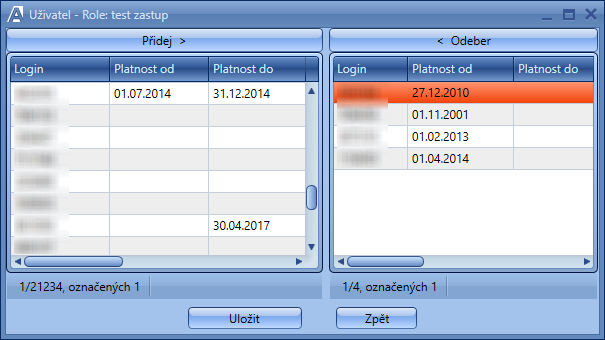 Uživatel - Role: test zastup
Přidej >
< Odeber
Login Platnost od Platnost do
01.07.2014 31.12.2014
30.04.2017
Login Platnost od Platnost do
27.12.2010
01.11.2001
01.02.2013
01.04.2014
1/21234, označených 1
1/4, označených 1
Uložit
Zpět